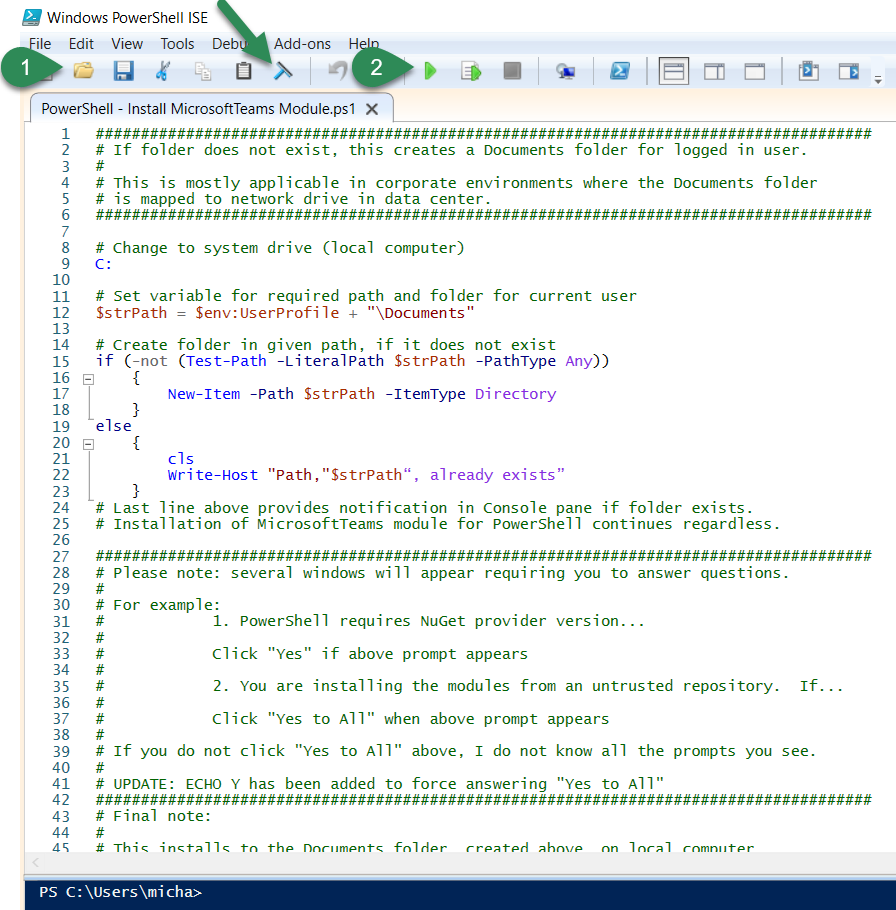 Windows PowerShell ISE
File Edit View Tools Debug Add-ons Help
1 2
PowerShell - Install MicrosoftTeams Module.ps1
1 ######################################################################################
2 # If folder does not exist, this creates a Documents folder for logged in user.
3 #
4 # This is mostly applicable in corporate environments where the Documents folder
5 # is mapped to network drive in data center.
6 ######################################################################################
7
8 # Change to system drive (local computer)
9 C:
10
11 # Set variable for required path and folder for current user
12 $strPath = $env:UserProfile + "\Documents"
13
14 # Create folder in given path, if it does not exist
15 if (-not (Test-Path -LiteralPath $strPath -PathType Any))
16 {
17 New-Item -Path $strPath -ItemType Directory
18 }
19 else
20 {
21 cls
22 Write-Host "Path,"$strPath“, already exists”
23 }
24 # Last line above provides notification in Console pane if folder exists.
25 # Installation of MicrosoftTeams module for PowerShell continues regardless.
26
27 ######################################################################################
28 # Please note: several windows will appear requiring you to answer questions.
29 #
30 # For example:
31 # 1. PowerShell requires NuGet provider version...
32 #
33 # Click "Yes" if above prompt appears
34 #
35 # 2. You are installing the modules from an untrusted repository.  If...
36 #
37 # Click "Yes to All" when above prompt appears
38 #
39 # If you do not click "Yes to All" above, I do not know all the prompts you see.
40 #
41 # UPDATE: ECHO Y has been added to force answering "Yes to All"
42 ######################################################################################
43 # Final note:
44 #
45 # This installs to the Documents folder, created above, on local computer
PS C:\Users\micha>